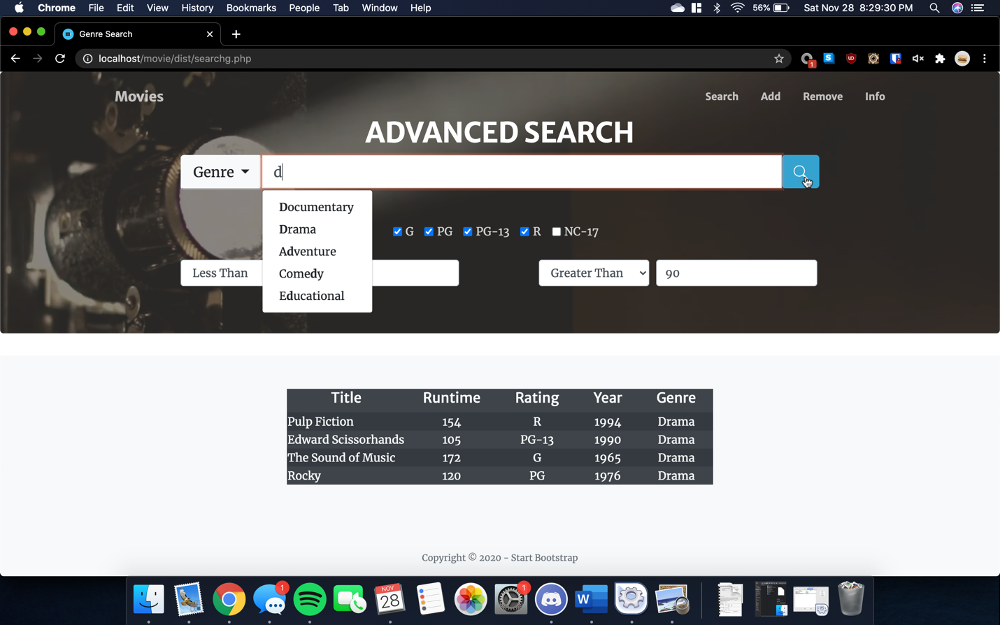 Chrome File Edit View History Bookmarks People Tab Window Help 56% Sat Nov 28 8:29:30 PM
Genre Search
localhost/movie/dist/searchg.php
1
S
UD
Movies Search Add Remove Info
ADVANCED SEARCH
Genre d
Documentary
Drama
Adventure
Comedy
Educational
G PG PG-13 R NC-17
Less Than Greater Than 90
Title Runtime Rating Year Genre
Pulp Fiction 154 R 1994 Drama
Edward Scissorhands 105 PG-13 1990 Drama
The Sound of Music 172 G 1965 Drama
Rocky 120 PG 1976 Drama
Copyright © 2020 - Start Bootstrap
1 NOV 28 1 W